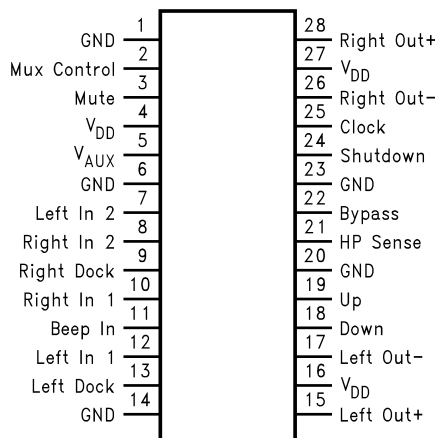 1 28
GND Right Out+
2 27
Mux Control VDD
3 26
Mute Right Out-
4 25
VDD Clock
5 24
VAUX Shutdown
6 23
GND GND
7 22
Left In 2 Bypass
8 21
Right In 2 HP Sense
9 20
Right Dock GND
10 19
Right In 1 Up
11 18
Beep In Down
12 17
Left In 1 Left Out-
13 16
Left Dock VDD
14 15
GND Left Out+